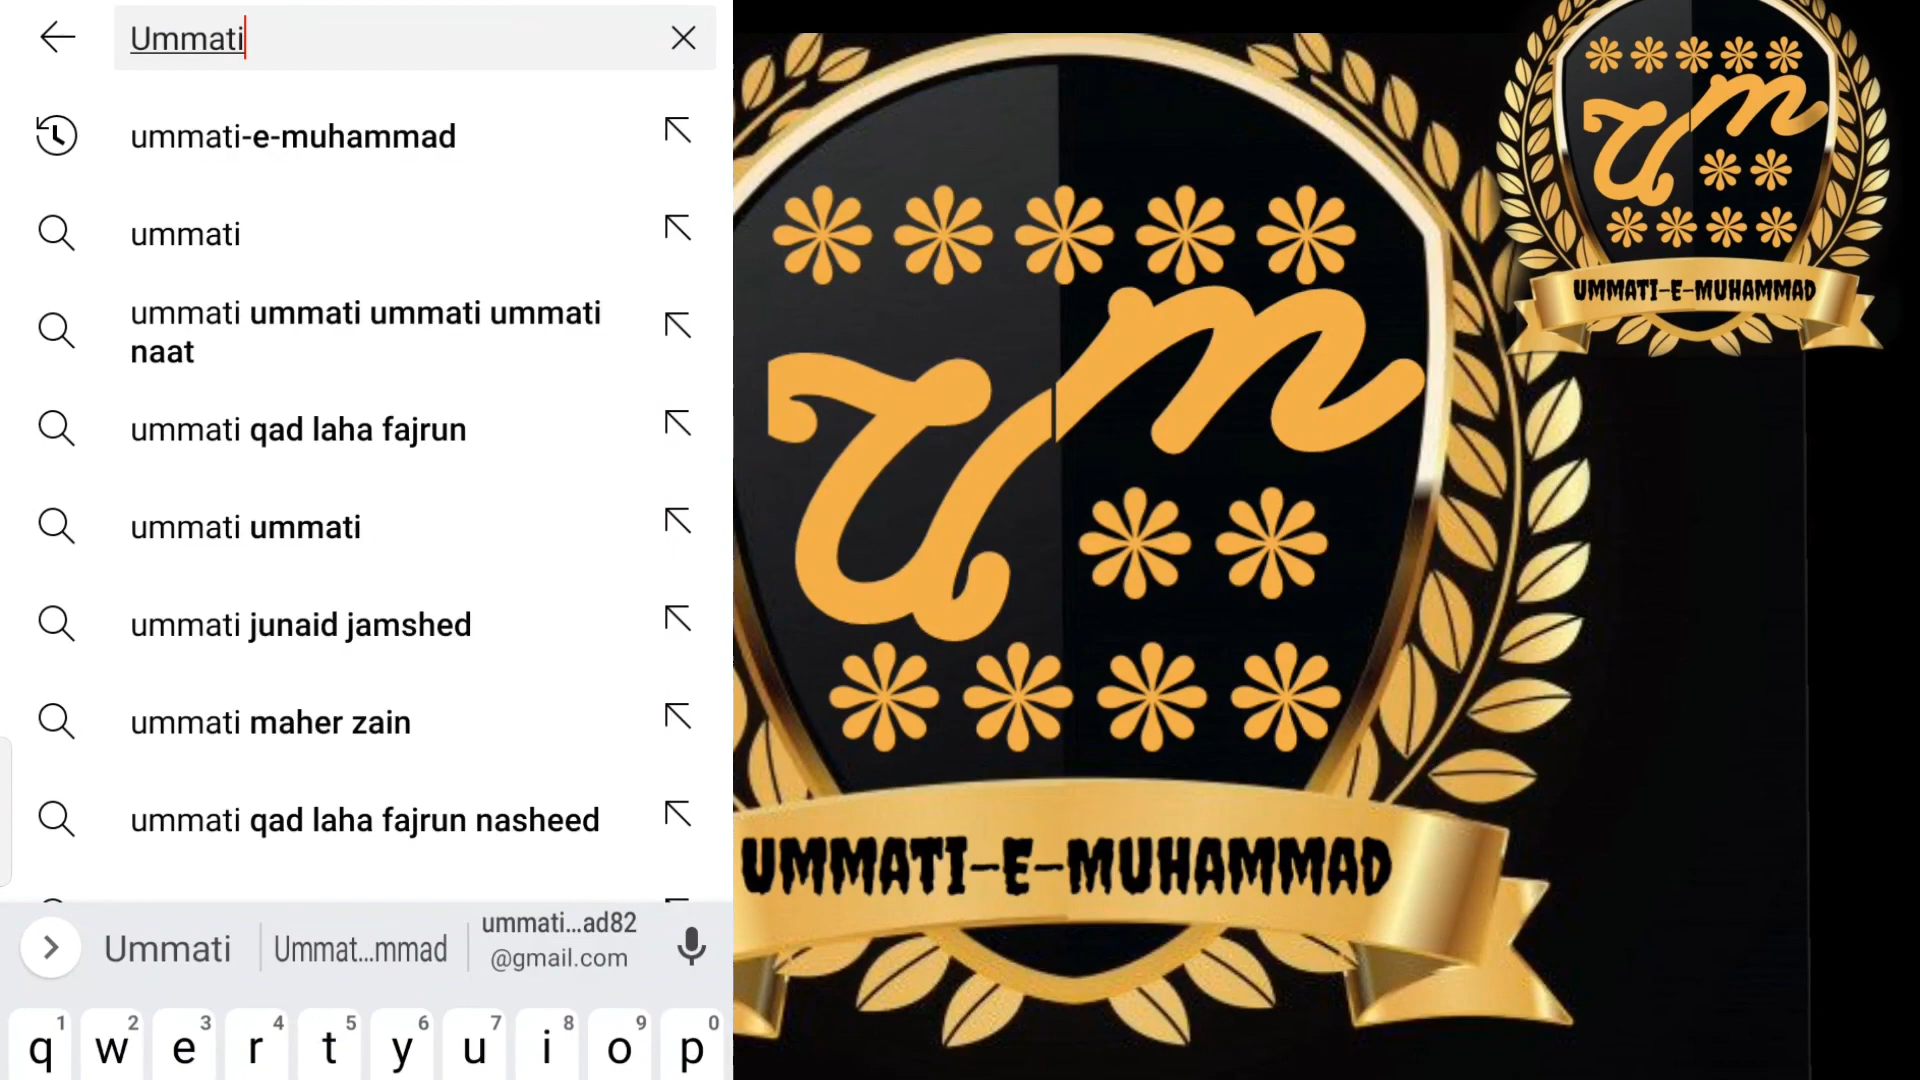 Ummati
ummati-e-muhammad
ummati
ummati ummati ummati ummati
naat
ummati qad laha fajrun
ummati ummati
ummati junaid jamshed
ummati maher zain
ummati qad laha fajrun nasheed
Ummati
Ummat...mmad
ummati...ad82
@gmail.com
1 2 3 4 5 6 7 8 9 0
q w e r t y u i o p
Um
UMMATI-E-MUHAMMAD
Um
UMMATI-E-MUHAMMAD